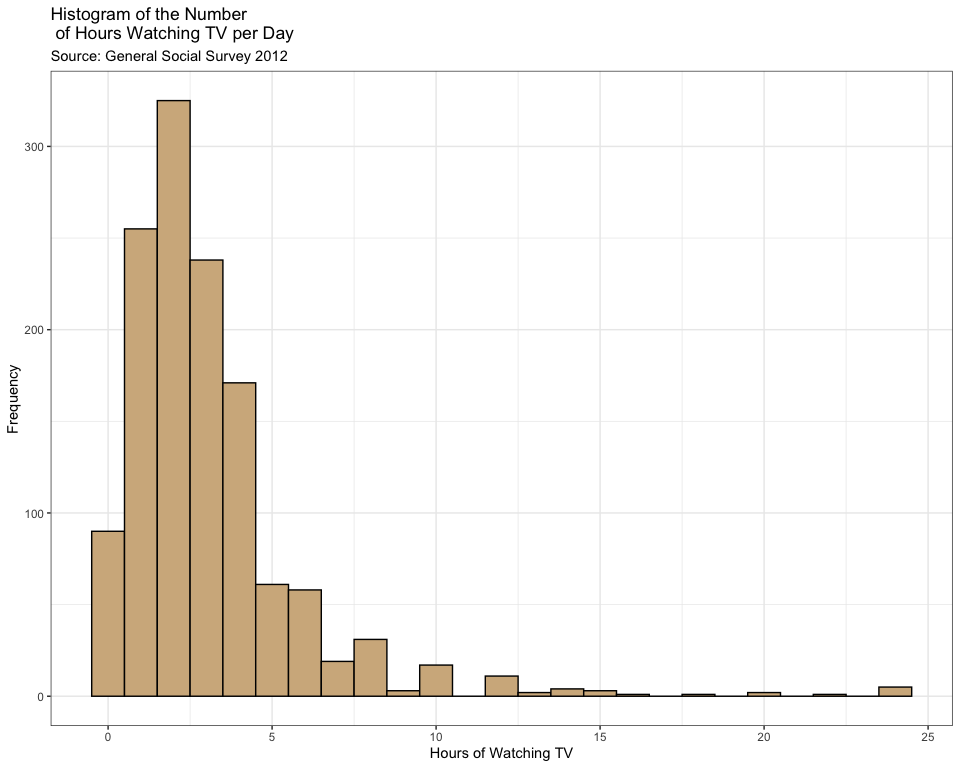 Histogram of the Number
of Hours Watching TV per Day
Source: General Social Survey 2012
Frequency
300
200
100
0
0 5 10 15 20 25
Hours of Watching TV